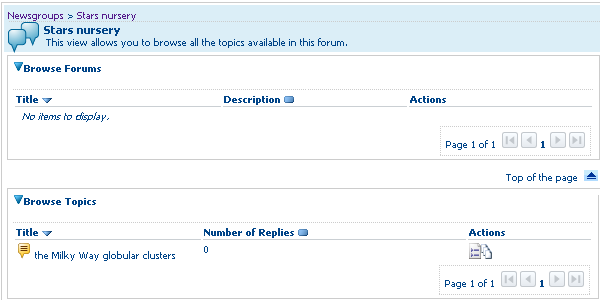 Newsgroups > Stars nursery
Stars nursery
This view allows you to browse all the topics available in this forum.
Browse Forums
Title Description Actions
No items to display.
Page 1 of 1 1
Top of the page
Browse Topics
Title Number of Replies Actions
the Milky Way globular clusters 0
Page 1 of 1 1